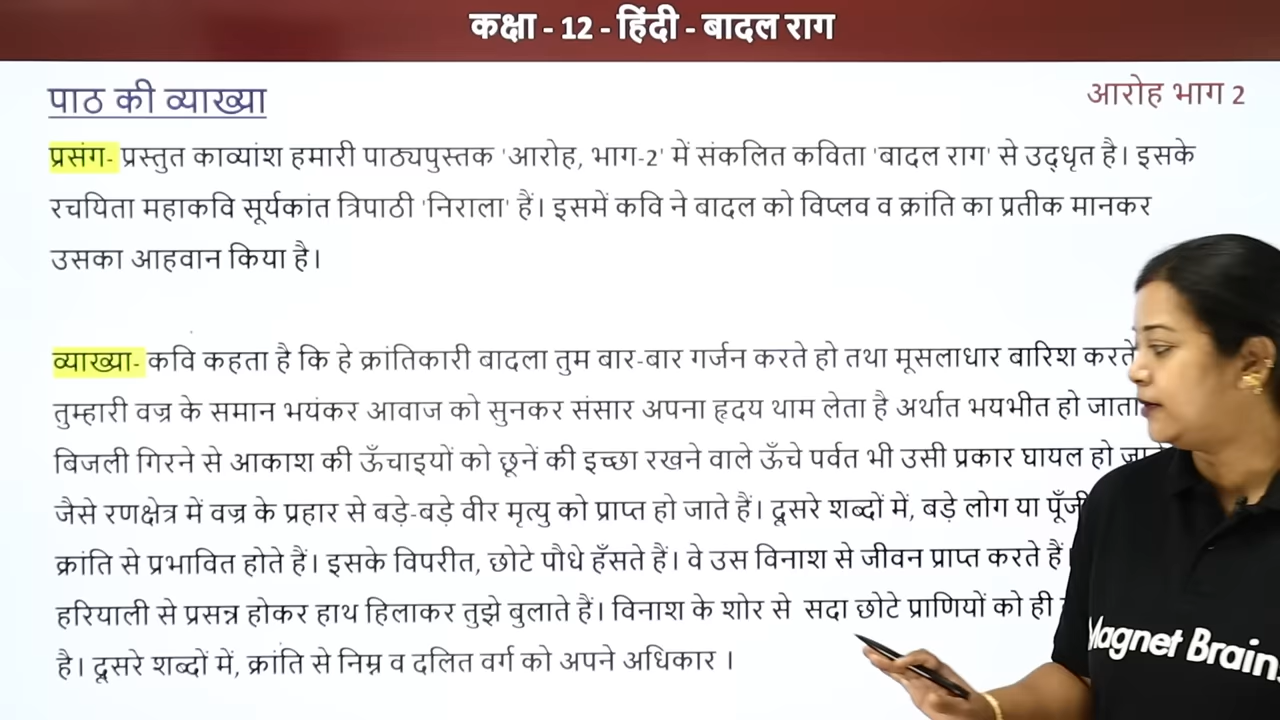 कक्षा - 12 - हिंदी - बादल राग
पाठ की व्याख्या
आरोह भाग 2
प्रसंग- प्रस्तुत काव्यांश हमारी पाठ्यपुस्तक 'आरोह, भाग-2' में संकलित कविता 'बादल राग' से उद्धृत है। इसके
रचयिता महाकवि सूर्यकांत त्रिपाठी 'निराला' हैं। इसमें कवि ने बादल को विप्लव व क्रांति का प्रतीक मानकर
उसका आहवान किया है।
व्याख्या- कवि कहता है कि हे क्रांतिकारी बादला तुम बार-बार गर्जन करते हो तथा मूसलाधार बारिश करते
तुम्हारी वज्र के समान भयंकर आवाज को सुनकर संसार अपना हृदय थाम लेता है अर्थात भयभीत हो जाता
बिजली गिरने से आकाश की ऊँचाइयों को छूनें की इच्छा रखने वाले ऊँचे पर्वत भी उसी प्रकार घायल हो
जैसे रणक्षेत्र में वज्र के प्रहार से बड़े-बड़े वीर मृत्यु को प्राप्त हो जाते हैं। दूसरे शब्दों में, बड़े लोग या
क्रांति से प्रभावित होते हैं। इसके विपरीत, छोटे पौधे हँसते हैं। वे उस विनाश से जीवन प्राप्त करते हैं।
हरियाली से प्रसन्न होकर हाथ हिलाकर तुझे बुलाते हैं। विनाश के शोर से सदा छोटे प्राणियों को ही
है। दूसरे शब्दों में, क्रांति से निम्न व दलित वर्ग को अपने अधिकार ।
Magnet Brains